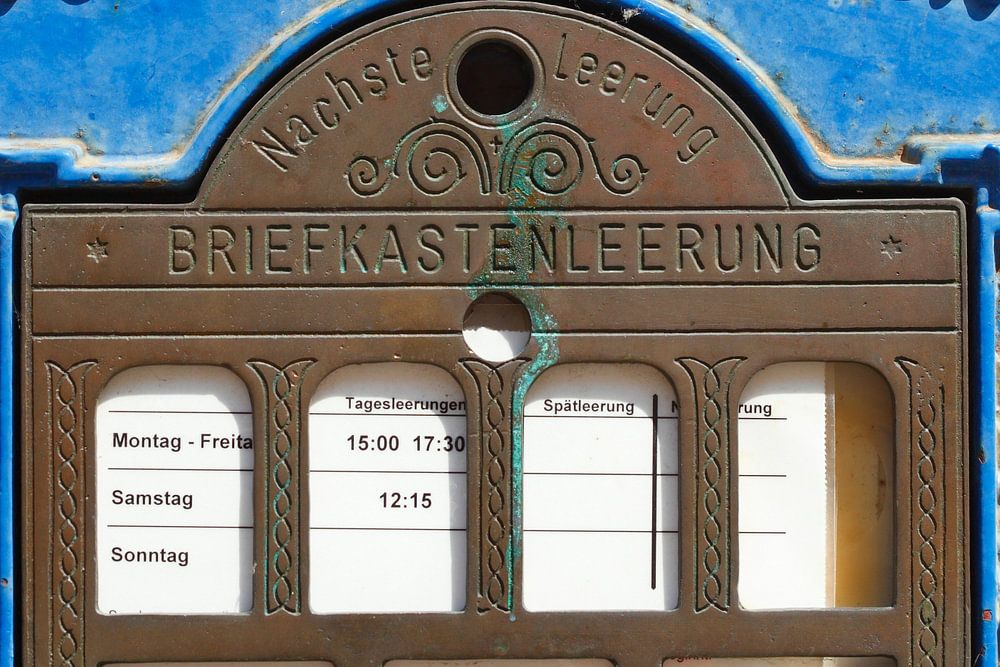 Nächste Leerung
BRIEFKASTENLEERUNG
Tagesleerungen Spätleerung
Montag - Freita 15:00 17:30
Samstag 12:15
Sonntag